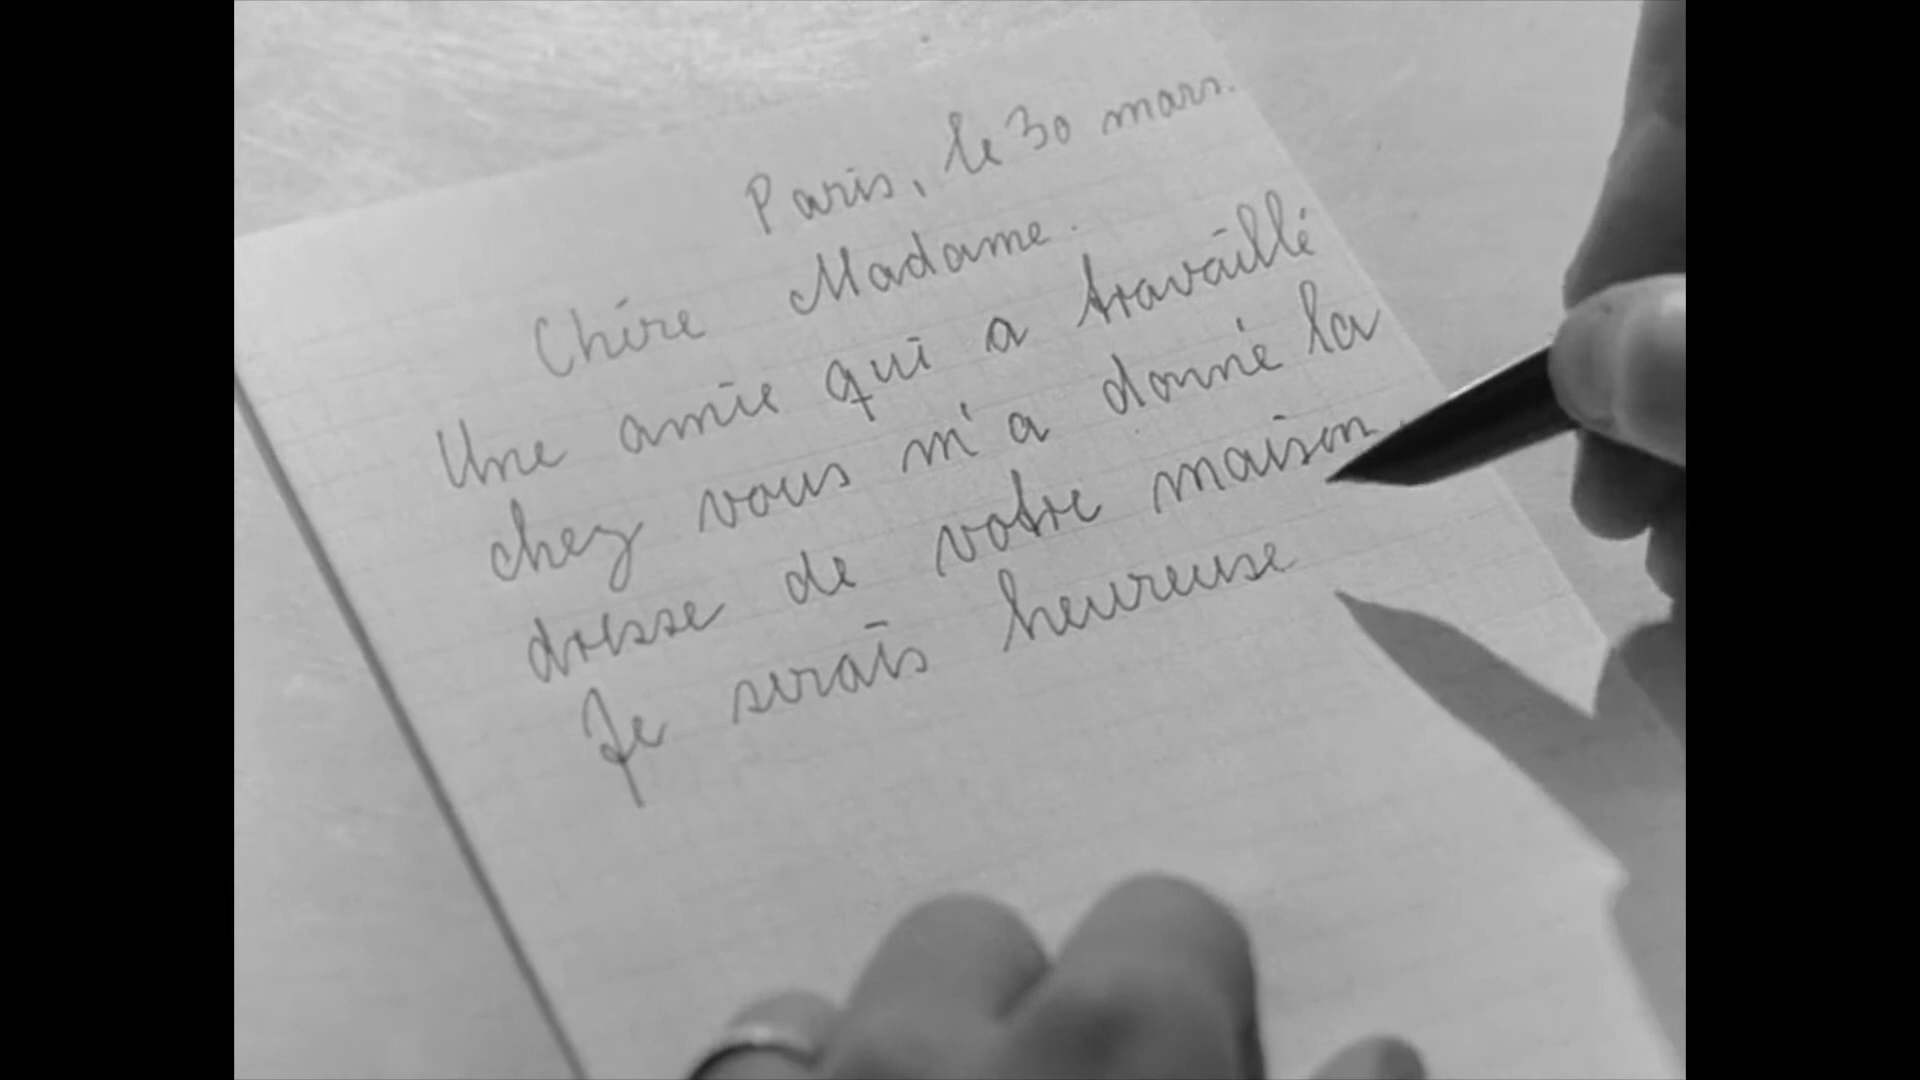 Paris, le 30 mars.
Chère Madame.
Une amie qui a travaillé
chez vous m'a donné la
dresse de votre maison.
Je serais heureuse